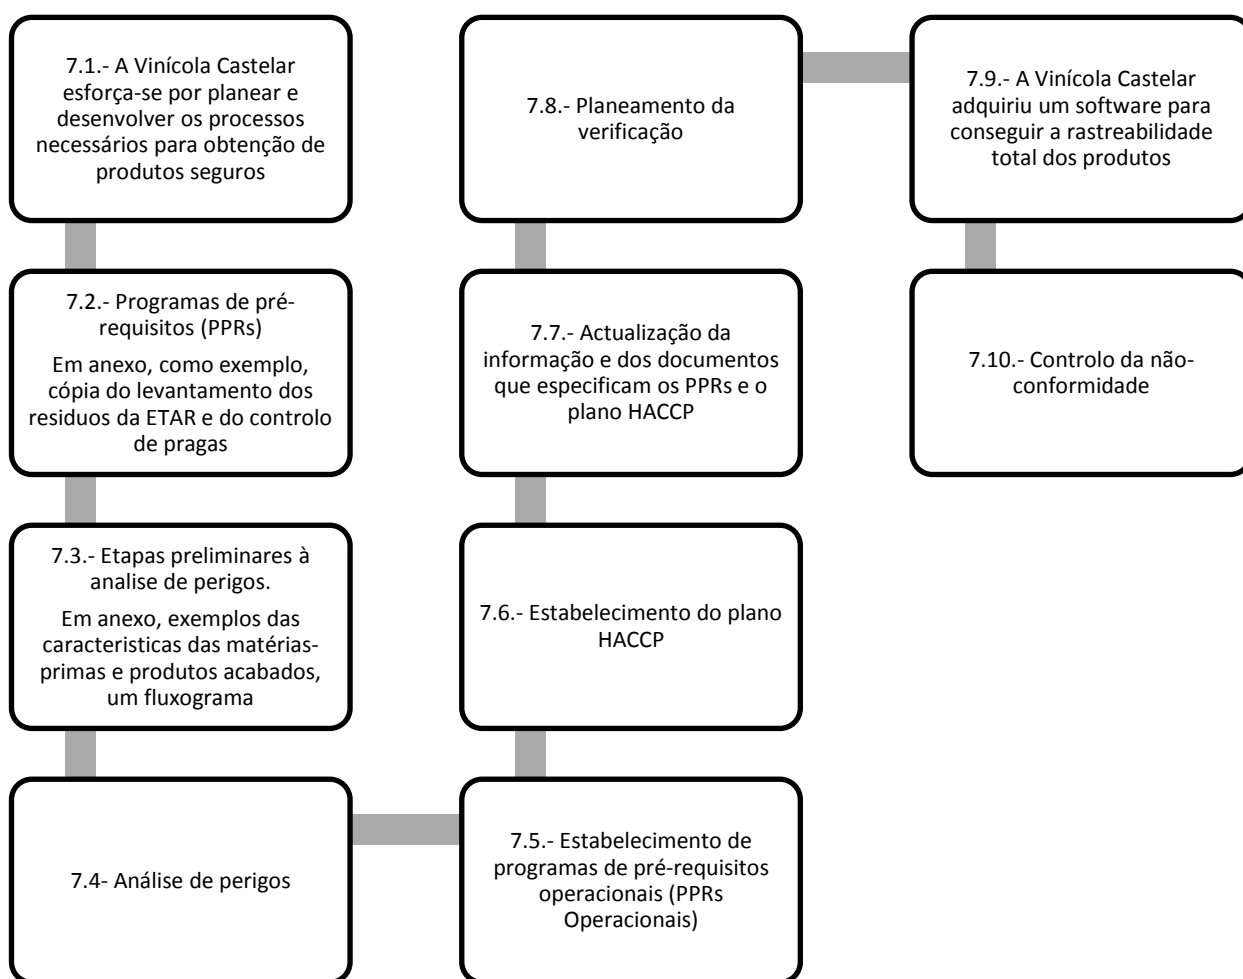 7.1.- A Vinícola Castelar
esforça-se por planear e
desenvolver os processos
necessários para obtenção de
produtos seguros
7.2.- Programas de pré-
requisitos (PPRs)
Em anexo, como exemplo,
cópia do levantamento dos
residuos da ETAR e do controlo
de pragas
7.3.- Etapas preliminares à
analise de perigos.
Em anexo, exemplos das
caracteristicas das matérias-
primas e produtos acabados,
um fluxograma
7.4- Análise de perigos
7.5.- Estabelecimento de
programas de pré-requisitos
operacionais (PPRs
Operacionais)
7.6.- Estabelecimento do plano
HACCP
7.7.- Actualização da
informação e dos documentos
que especificam os PPRs e o
plano HACCP
7.8.- Planeamento da
verificação
7.9.- A Vinícola Castelar
adquiriu um software para
conseguir a rastreabilidade
total dos produtos
7.10.- Controlo da não-
conformidade